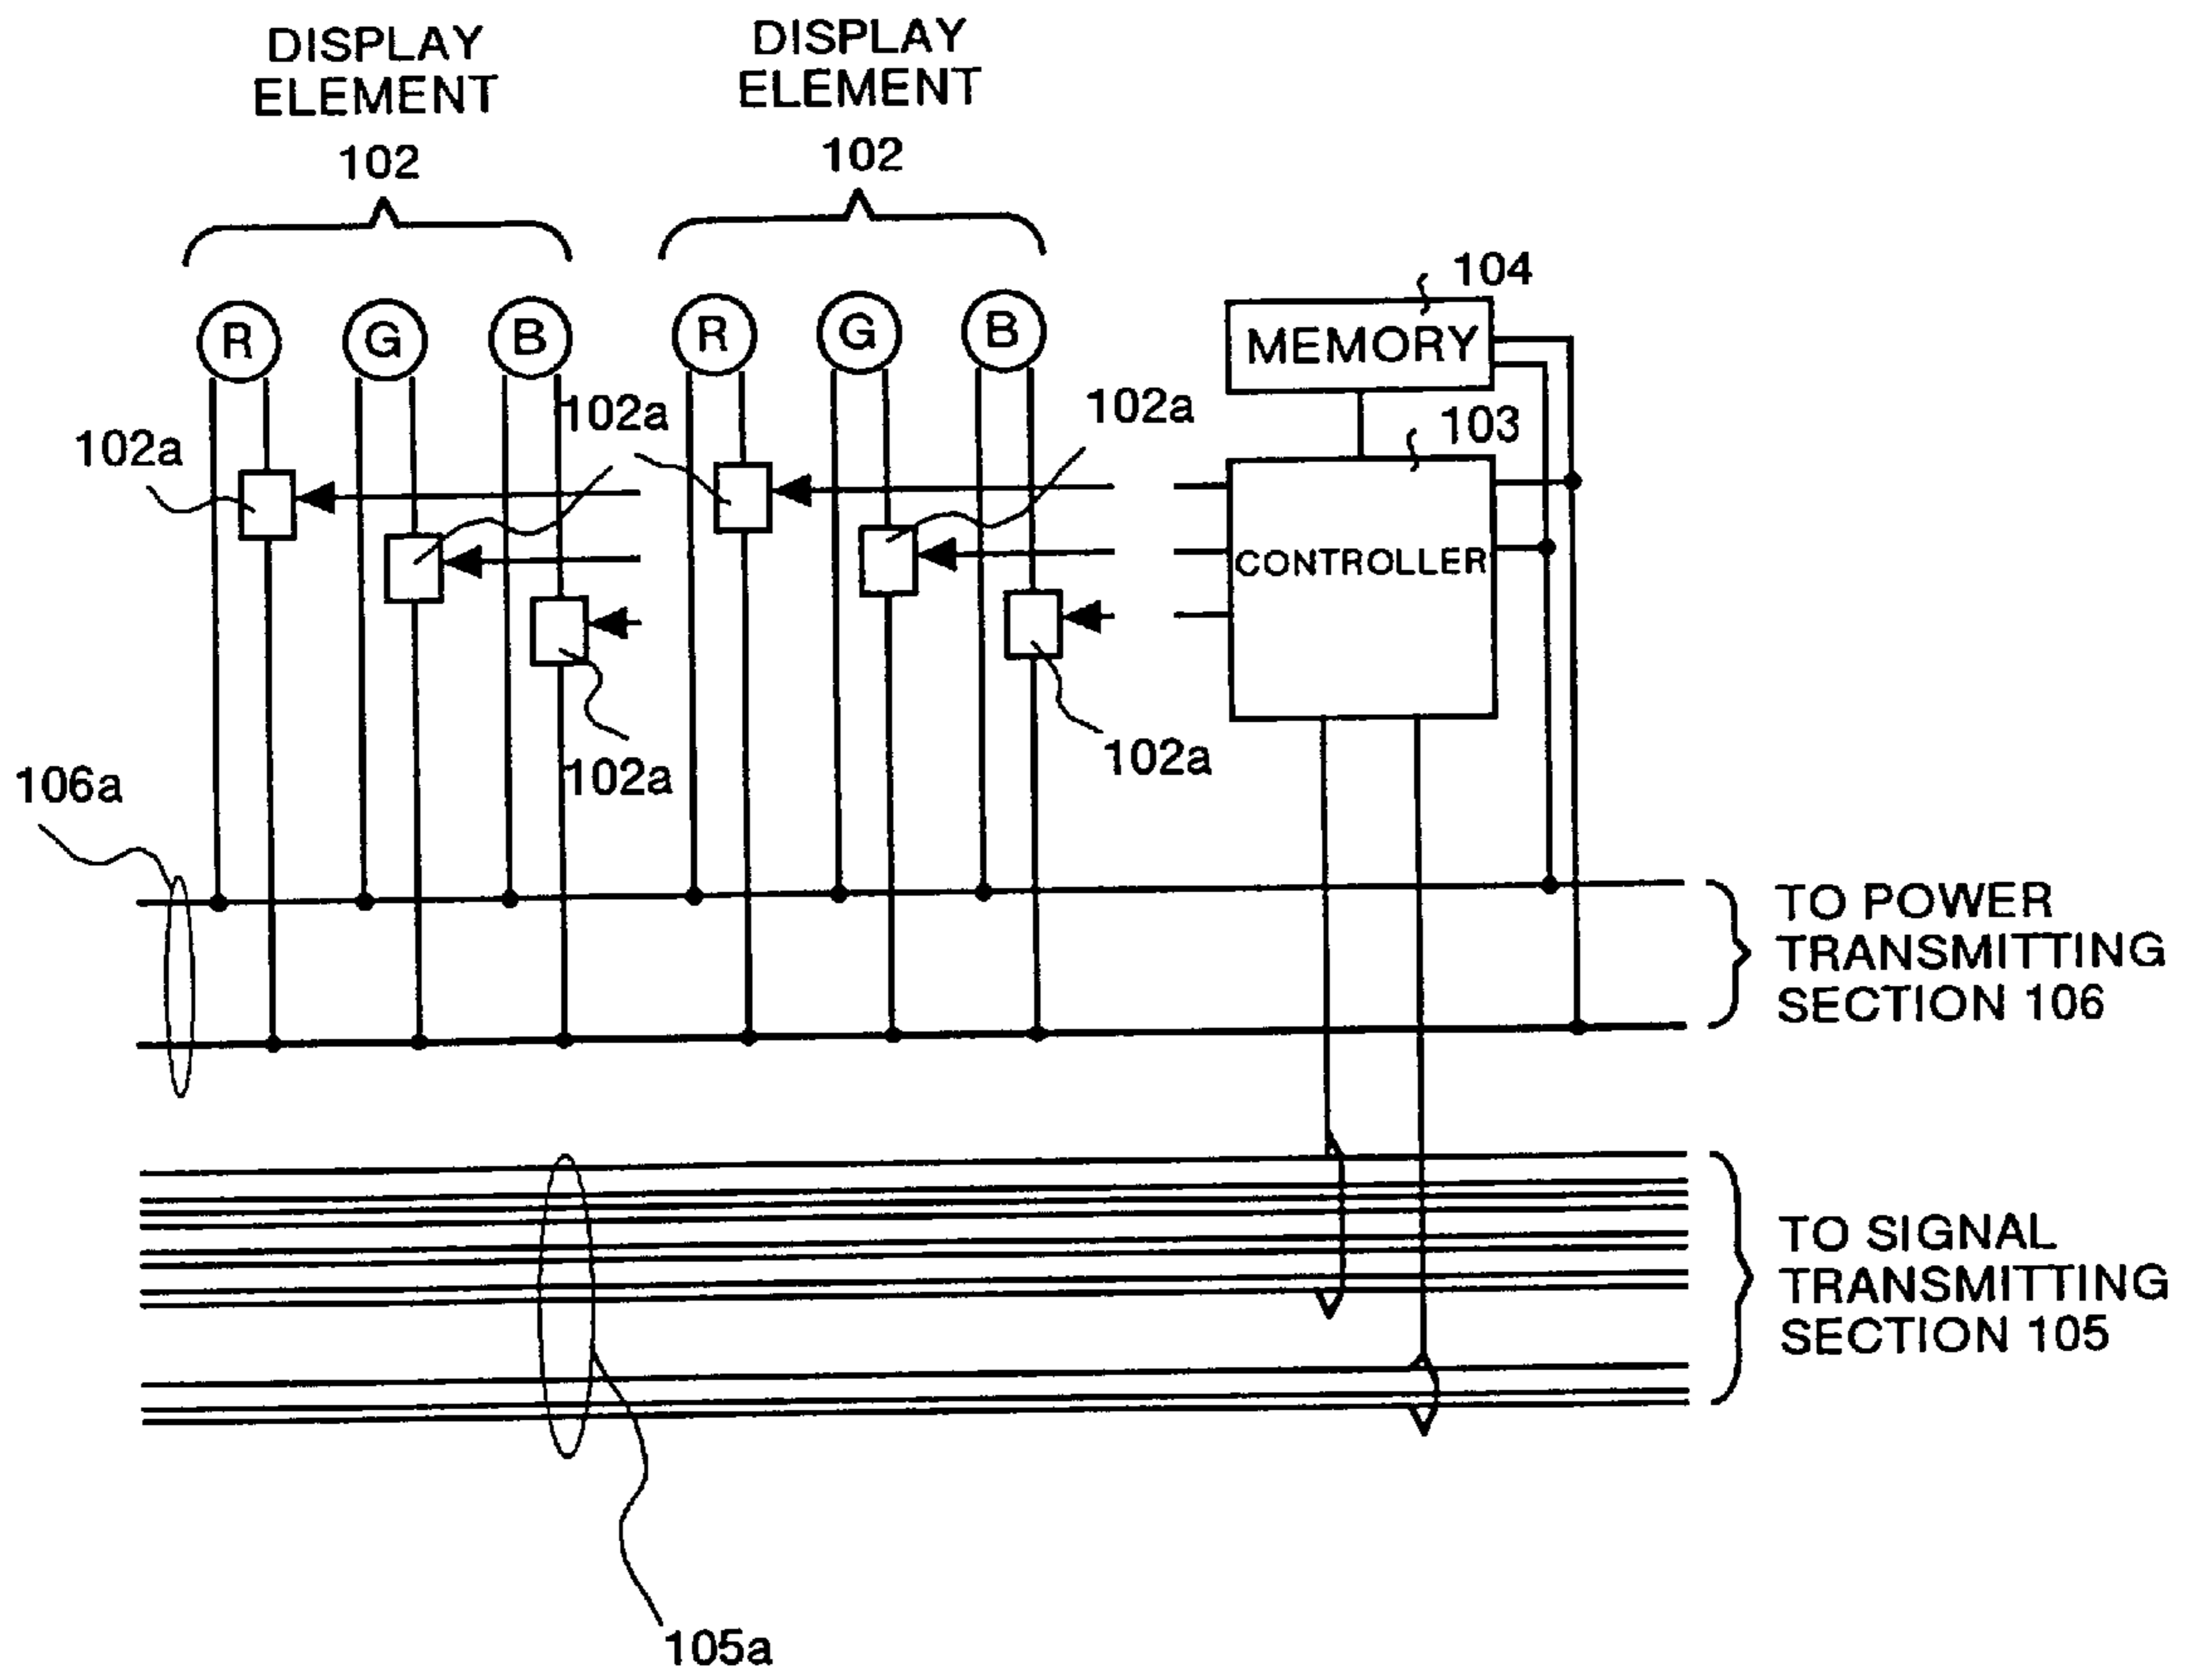 DISPLAY
ELEMENT
102
DISPLAY
ELEMENT
102
R
G
B
R
G
B
104
MEMORY
103
CONTROLLER
102a
102a
102a
102a
102a
106a
TO POWER
TRANSMITTING
SECTION 106
TO SIGNAL
TRANSMITTING
SECTION 105
105a